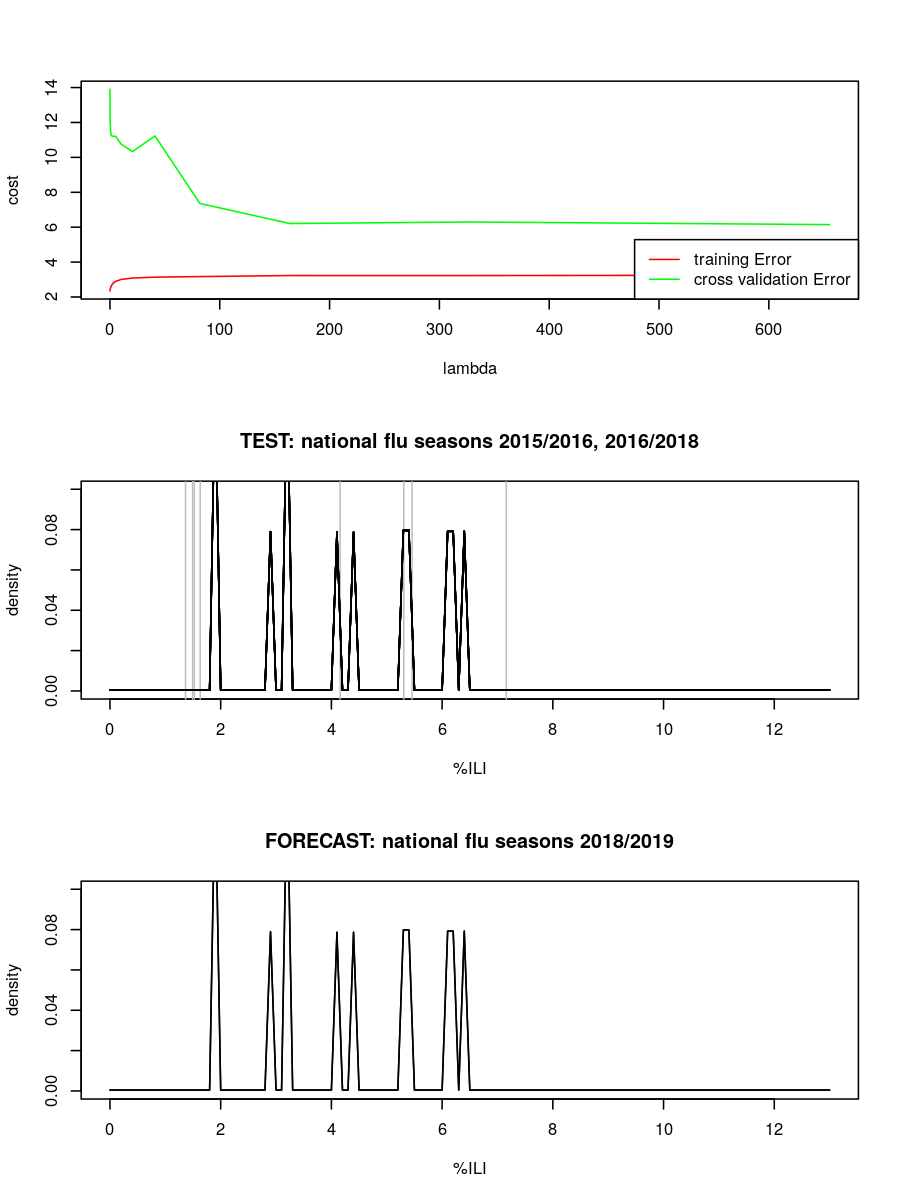 cost
14
12
10
8
6
4
2
training Error
cross validation Error
0 100 200 300 400 500 600
lambda
TEST: national flu seasons 2015/2016, 2016/2018
density
0.08
0.04
0.00
0 2 4 6 8 10 12
%ILI
FORECAST: national flu seasons 2018/2019
density
0.08
0.04
0.00
0 2 4 6 8 10 12
%ILI